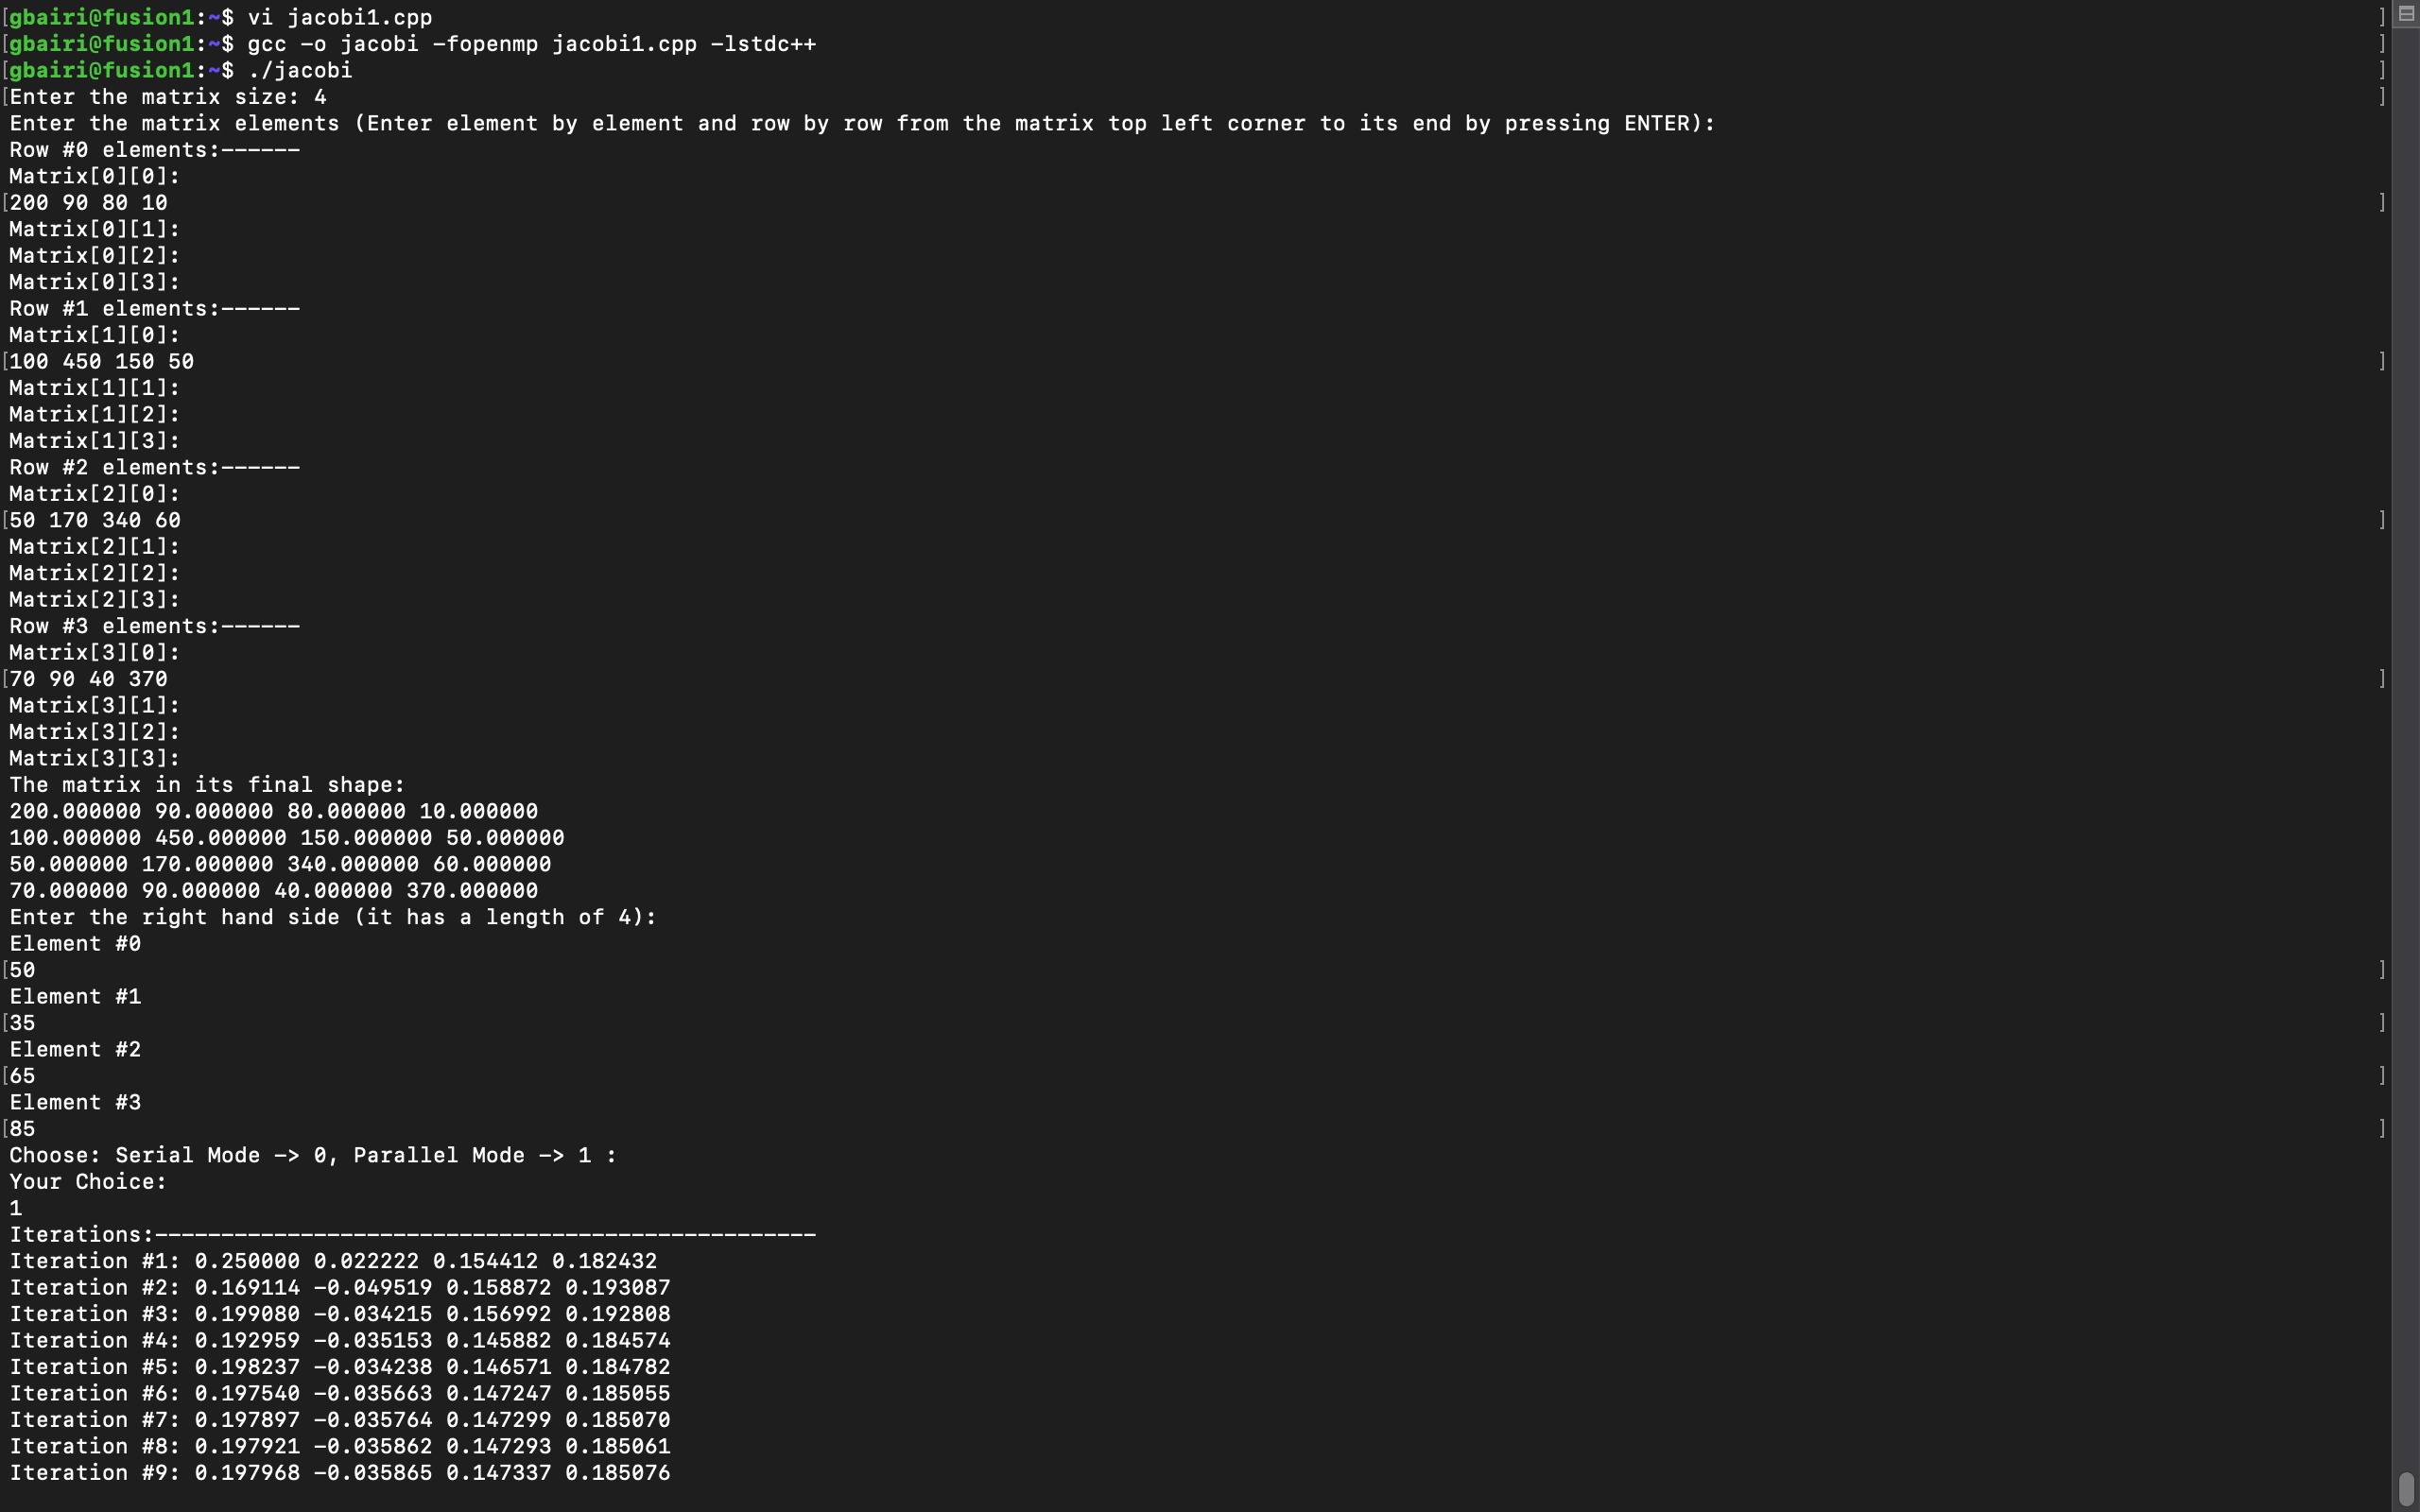 [gbairi@fusion1:~$ vi jacobi1.cpp ]
[gbairi@fusion1:~$ gcc -o jacobi -fopenmp jacobi1.cpp -lstdc++ ]
[gbairi@fusion1:~$ ./jacobi ]
[Enter the matrix size: 4 ]
Enter the matrix elements (Enter element by element and row by row from the matrix top left corner to its end by pressing ENTER):
Row #0 elements:------
Matrix[0][0]:
[200 90 80 10 ]
Matrix[0][1]:
Matrix[0][2]:
Matrix[0][3]:
Row #1 elements:------
Matrix[1][0]:
[100 450 150 50 ]
Matrix[1][1]:
Matrix[1][2]:
Matrix[1][3]:
Row #2 elements:------
Matrix[2][0]:
[50 170 340 60 ]
Matrix[2][1]:
Matrix[2][2]:
Matrix[2][3]:
Row #3 elements:------
Matrix[3][0]:
[70 90 40 370 ]
Matrix[3][1]:
Matrix[3][2]:
Matrix[3][3]:
The matrix in its final shape:
200.000000 90.000000 80.000000 10.000000
100.000000 450.000000 150.000000 50.000000
50.000000 170.000000 340.000000 60.000000
70.000000 90.000000 40.000000 370.000000
Enter the right hand side (it has a length of 4):
Element #0
[50 ]
Element #1
[35 ]
Element #2
[65 ]
Element #3
[85 ]
Choose: Serial Mode -> 0, Parallel Mode -> 1 :
Your Choice:
1
Iterations:--------------------------------------------------
Iteration #1: 0.250000 0.022222 0.154412 0.182432
Iteration #2: 0.169114 -0.049519 0.158872 0.193087
Iteration #3: 0.199080 -0.034215 0.156992 0.192808
Iteration #4: 0.192959 -0.035153 0.145882 0.184574
Iteration #5: 0.198237 -0.034238 0.146571 0.184782
Iteration #6: 0.197540 -0.035663 0.147247 0.185055
Iteration #7: 0.197897 -0.035764 0.147299 0.185070
Iteration #8: 0.197921 -0.035862 0.147293 0.185061
Iteration #9: 0.197968 -0.035865 0.147337 0.185076